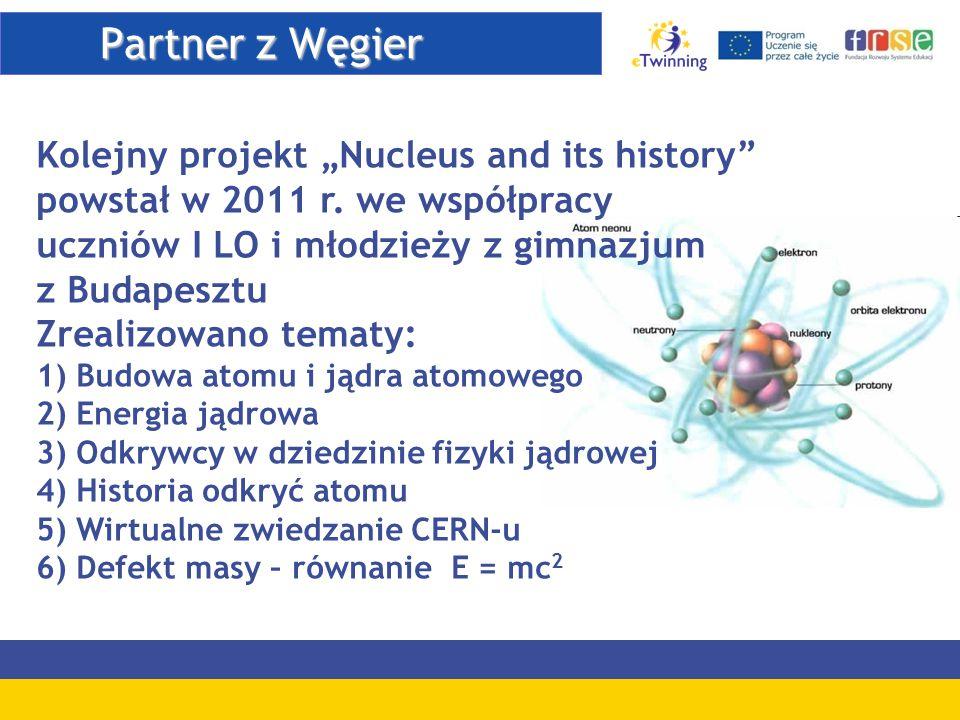 Partner z Węgier
eTwinning
Program
Uczenie się
przez całe życie
frse
Fundacja Rozwoju Systemu Edukacji
Kolejny projekt „Nucleus and its history”
powstał w 2011 r. we współpracy
uczniów I LO i młodzieży z gimnazjum
z Budapesztu
Zrealizowano tematy:
1) Budowa atomu i jądra atomowego
2) Energia jądrowa
3) Odkrywcy w dziedzinie fizyki jądrowej
4) Historia odkryć atomu
5) Wirtualne zwiedzanie CERN-u
6) Defekt masy – równanie E = mc²
Atom neonu
elektron
orbita elektronu
neutrony
nukleony
protony